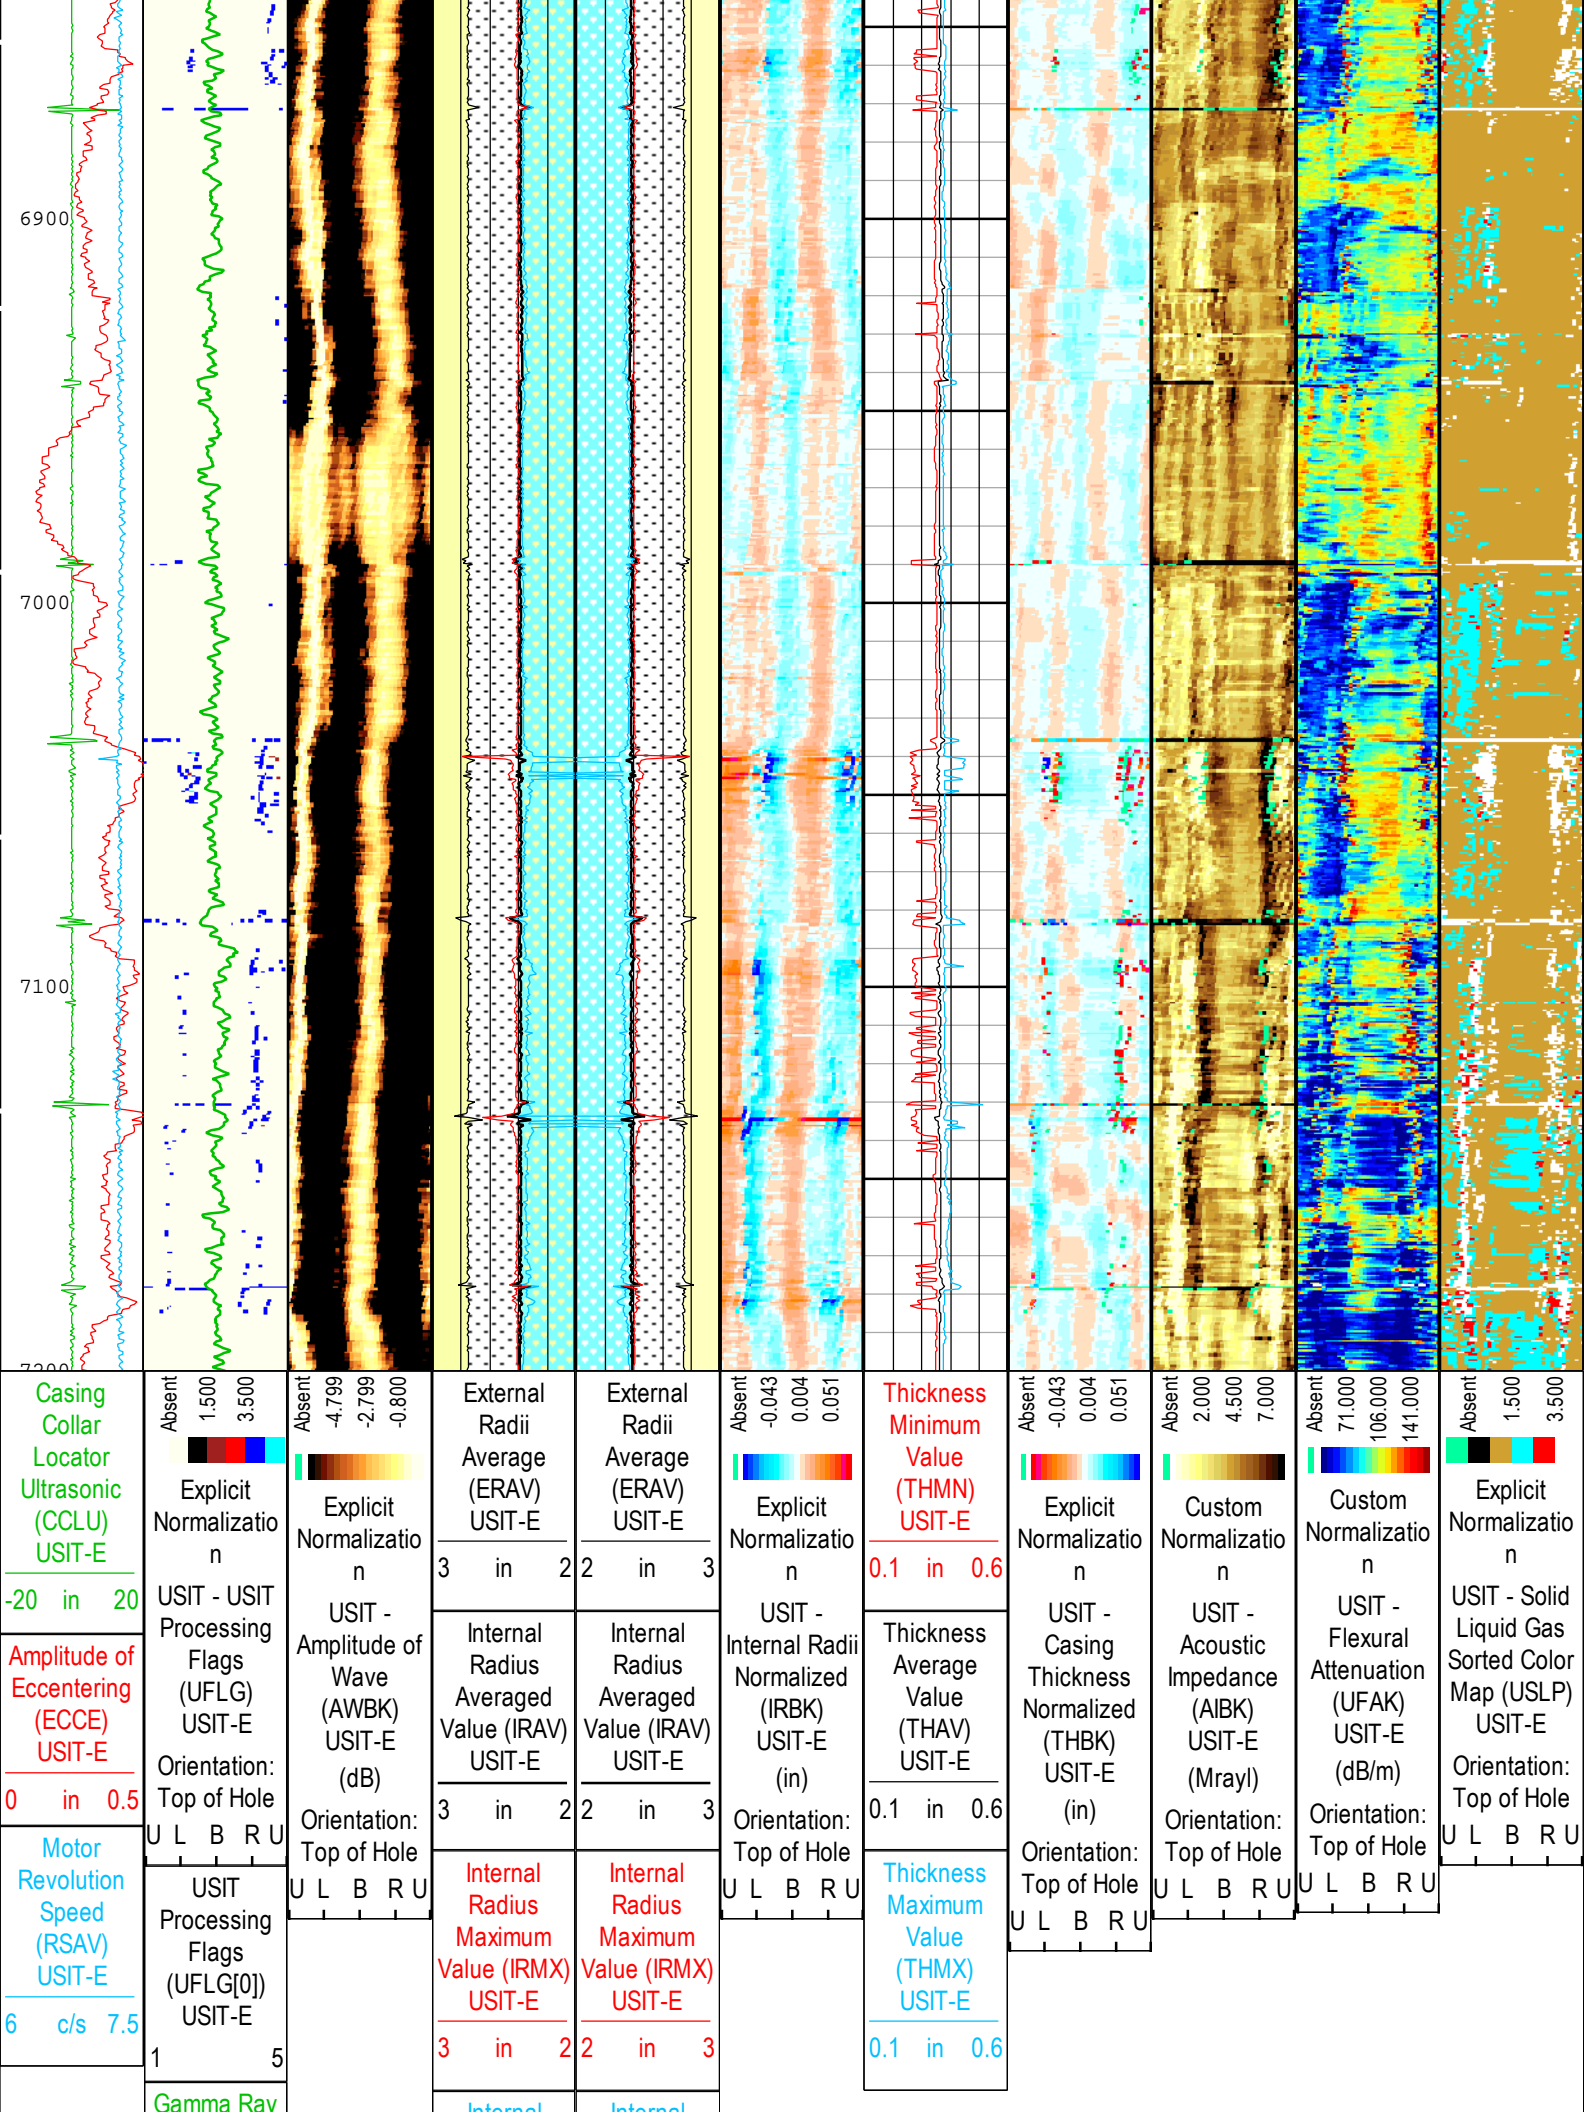 6900
7000
7100
7200
Casing
Collar
Locator
Ultrasonic
(CCLU)
USIT-E
-20 in 20
Amplitude of
Eccentering
(ECCE)
USIT-E
0 in 0.5
Motor
Revolution
Speed
(RSAV)
USIT-E
6 c/s 7.5
Absent
1.500
3.500
Explicit
Normalizatio
n
USIT - USIT
Processing
Flags
(UFLG)
USIT-E
Orientation:
Top of Hole
U L B R U
USIT
Processing
Flags
(UFLG[0])
USIT-E
1 5
Gamma Ray
Absent
-4.799
-2.799
-0.800
Explicit
Normalizatio
n
USIT -
Amplitude of
Wave
(AWBK)
USIT-E
(dB)
Orientation:
Top of Hole
U L B R U
External
Radii
Average
(ERAV)
USIT-E
3 in 2
Internal
Radius
Averaged
Value (IRAV)
USIT-E
3 in 2
Internal
Radius
Maximum
Value (IRMX)
USIT-E
3 in 2
Internal
External
Radii
Average
(ERAV)
USIT-E
2 in 3
Internal
Radius
Averaged
Value (IRAV)
USIT-E
2 in 3
Internal
Radius
Maximum
Value (IRMX)
USIT-E
2 in 3
Internal
Absent
-0.043
0.004
0.051
Explicit
Normalizatio
n
USIT -
Internal Radii
Normalized
(IRBK)
USIT-E
(in)
Orientation:
Top of Hole
U L B R U
Thickness
Minimum
Value
(THMN)
USIT-E
0.1 in 0.6
Thickness
Average
Value
(THAV)
USIT-E
0.1 in 0.6
Thickness
Maximum
Value
(THMX)
USIT-E
0.1 in 0.6
Absent
-0.043
0.004
0.051
Explicit
Normalizatio
n
USIT -
Casing
Thickness
Normalized
(THBK)
USIT-E
(in)
Orientation:
Top of Hole
U L B R U
Absent
2.000
4.500
7.000
Custom
Normalizatio
n
USIT -
Acoustic
Impedance
(AIBK)
USIT-E
(Mrayl)
Orientation:
Top of Hole
U L B R U
Absent
71.000
106.000
141.000
Custom
Normalizatio
n
USIT -
Flexural
Attenuation
(UFAK)
USIT-E
(dB/m)
Orientation:
Top of Hole
U L B R U
Absent
1.500
3.500
Explicit
Normalizatio
n
USIT - Solid
Liquid Gas
Sorted Color
Map (USLP)
USIT-E
Orientation:
Top of Hole
U L B R U